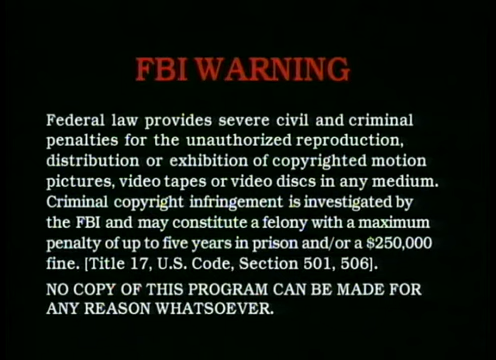 FBI WARNING
Federal law provides severe civil and criminal
penalties for the unauthorized reproduction,
distribution or exhibition of copyrighted motion
pictures, video tapes or video discs in any medium.
Criminal copyright infringement is investigated by
the FBI and may constitute a felony with a maximum
penalty of up to five years in prison and/or a $250,000
fine. [Title 17, U.S. Code, Section 501, 506].
NO COPY OF THIS PROGRAM CAN BE MADE FOR
ANY REASON WHATSOEVER.